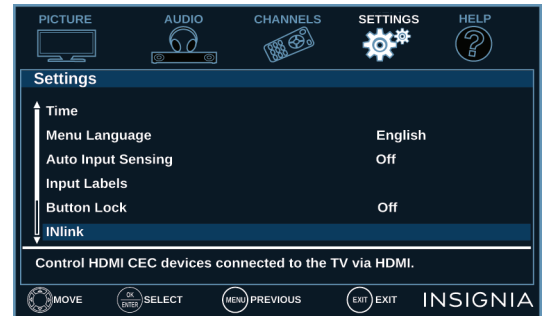 PICTURE AUDIO CHANNELS SETTINGS HELP
Settings
Time
Menu Language English
Auto Input Sensing Off
Input Labels
Button Lock Off
INlink
Control HDMI CEC devices connected to the TV via HDMI.
MOVE OK ENTER SELECT MENU PREVIOUS EXIT EXIT INSIGNIA